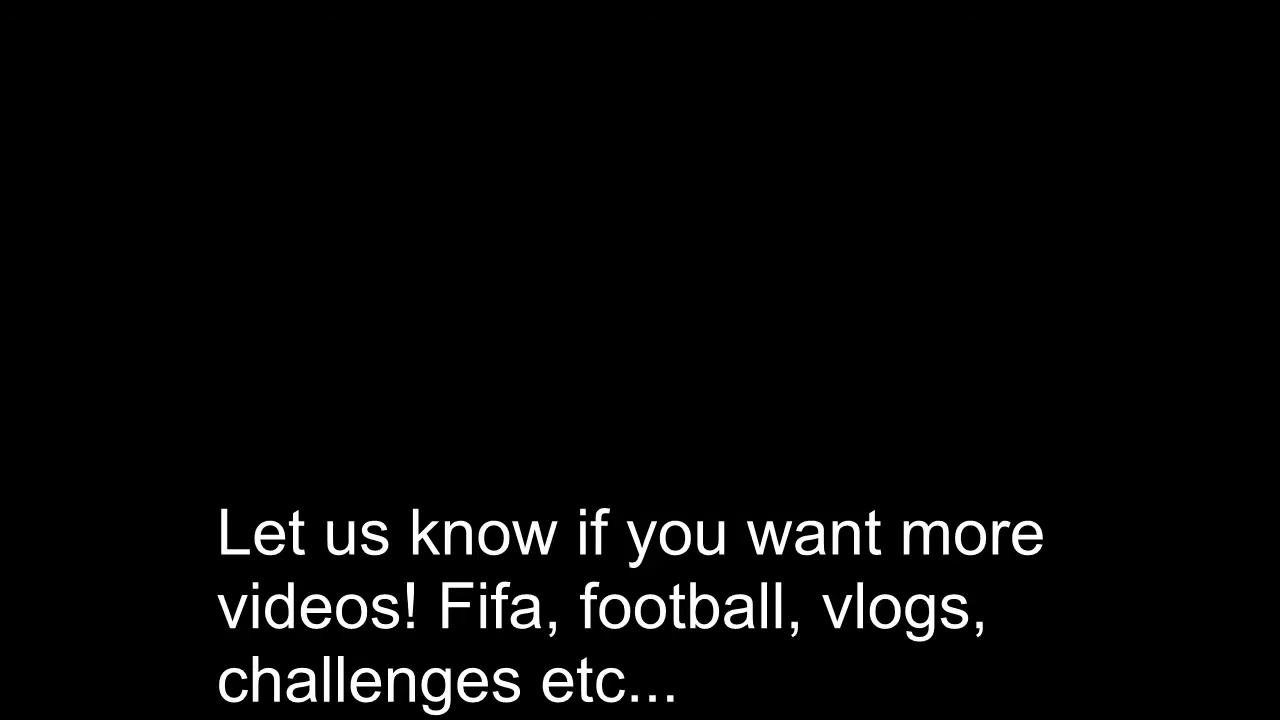 Let us know if you want more
videos! Fifa, football, vlogs,
challenges etc...